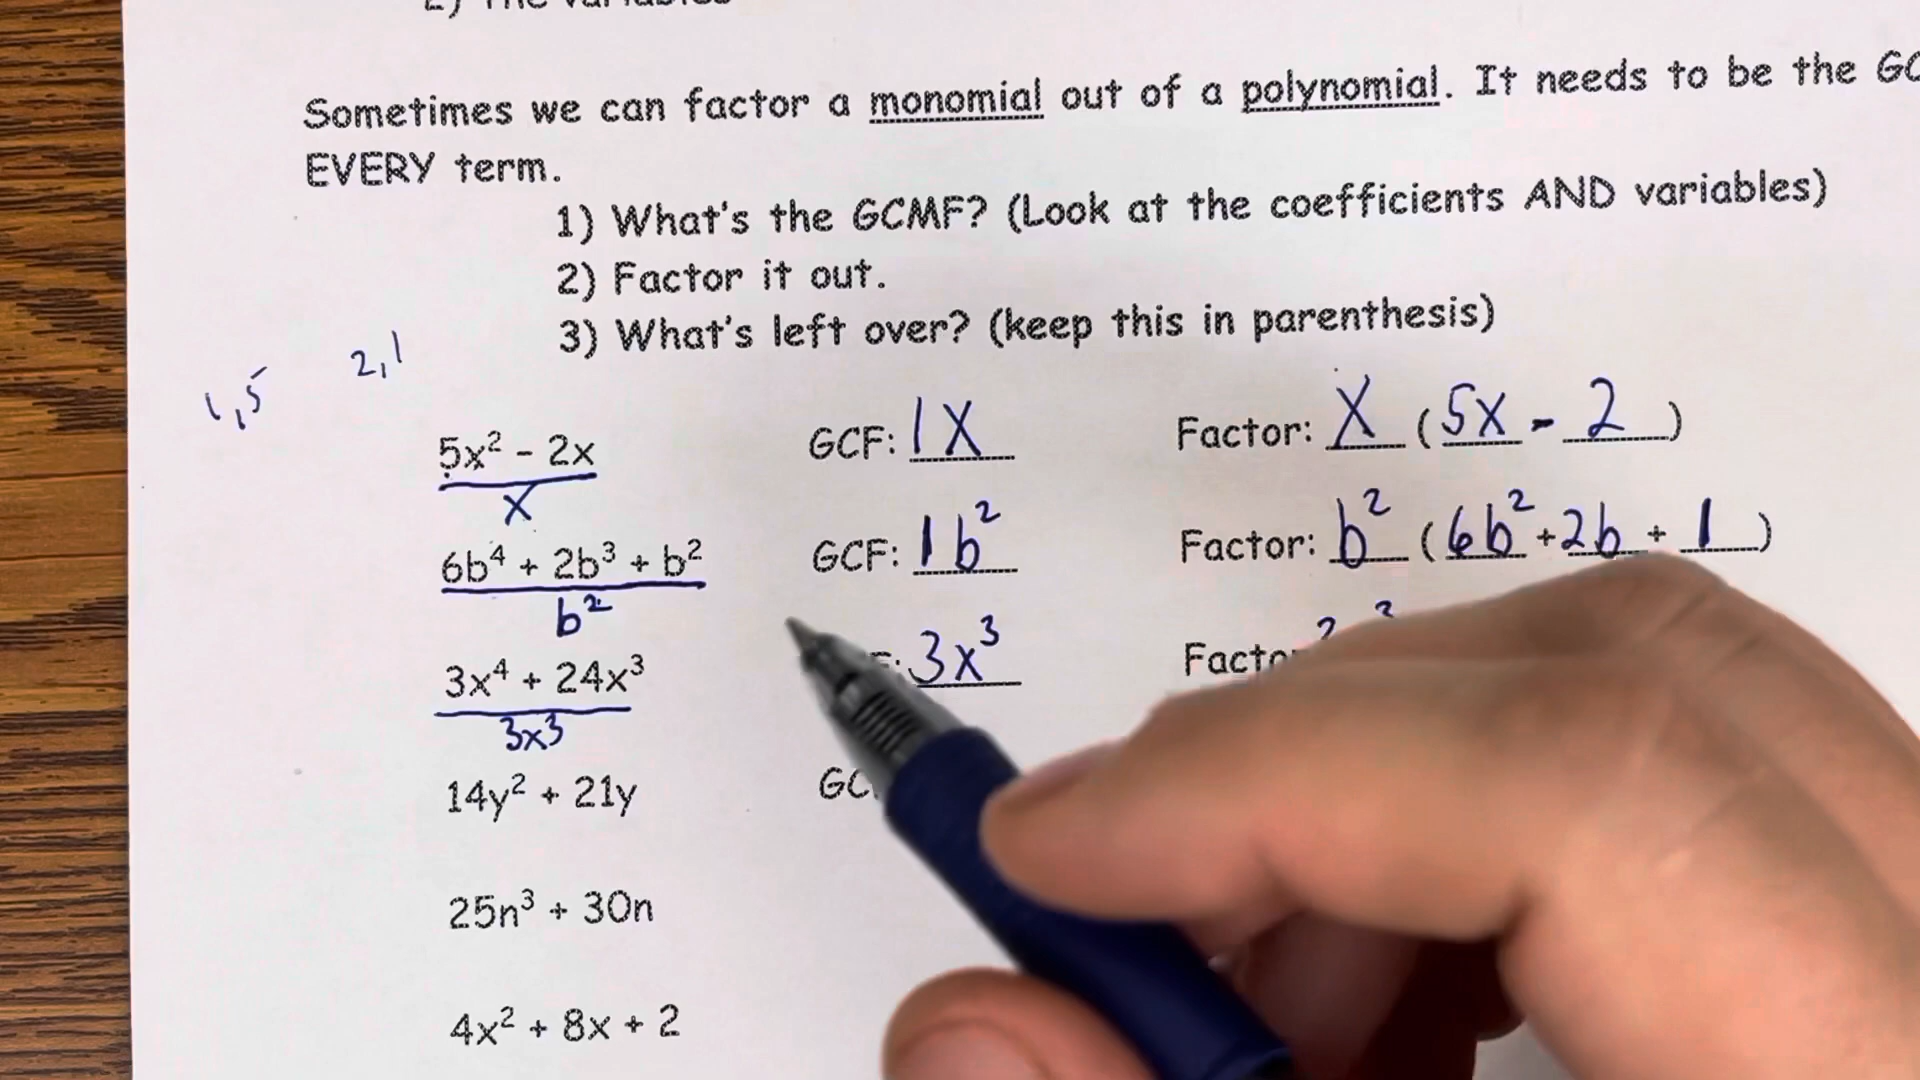 2) The variables
Sometimes we can factor a monomial out of a polynomial. It needs to be the GC
EVERY term.
1) What's the GCMF? (Look at the coefficients AND variables)
2) Factor it out.
3) What's left over? (keep this in parenthesis)
1,5 2,1
5x² - 2x GCF: 1X Factor: X (5X - 2)
x
6b⁴ + 2b³ + b² GCF: 1b² Factor: b² (6b² + 2b + 1)
b²
3x⁴ + 24x³ 3x³
3x³
14y² + 21y
25n³ + 30n
4x² + 8x + 2